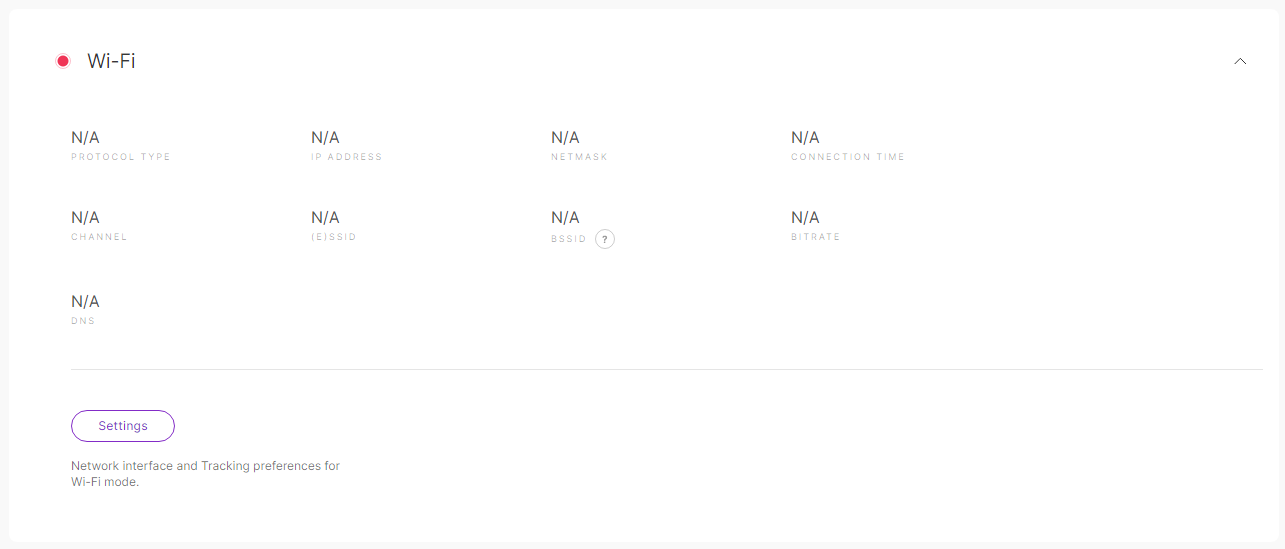 Wi-Fi
N/A N/A N/A N/A
PROTOCOL TYPE IP ADDRESS NETMASK CONNECTION TIME
N/A N/A N/A N/A
CHANNEL (E)SSID BSSID ? BITRATE
N/A
DNS
Settings
Network interface and Tracking preferences for
Wi-Fi mode.